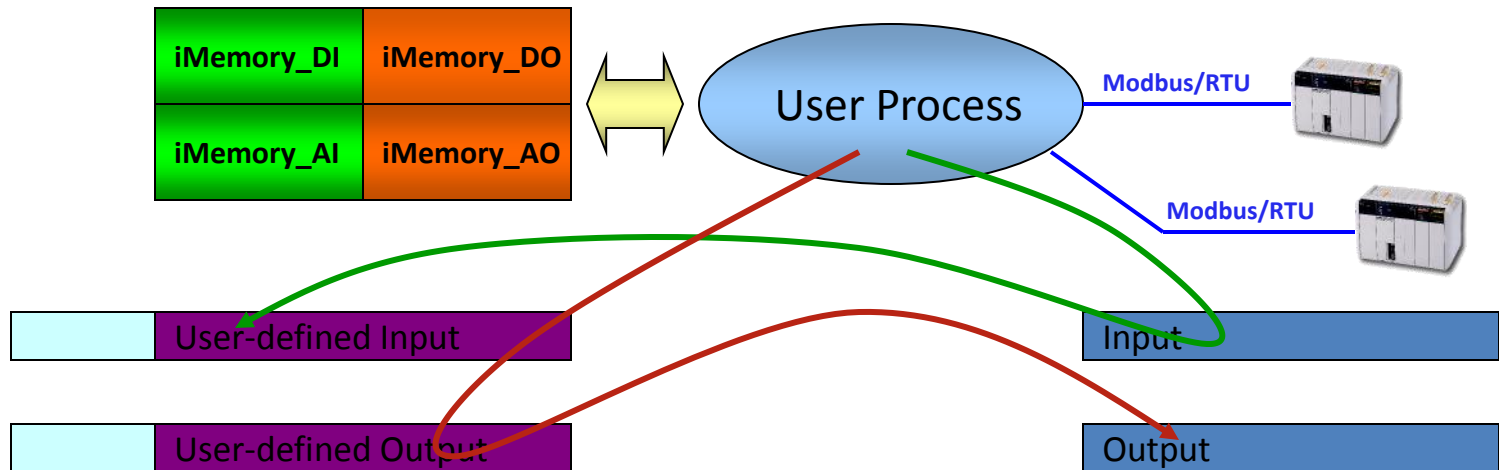 iMemory_DI
iMemory_DO
iMemory_AI
iMemory_AO
User Process
Modbus/RTU
Modbus/RTU
User-defined Input
Input
User-defined Output
Output